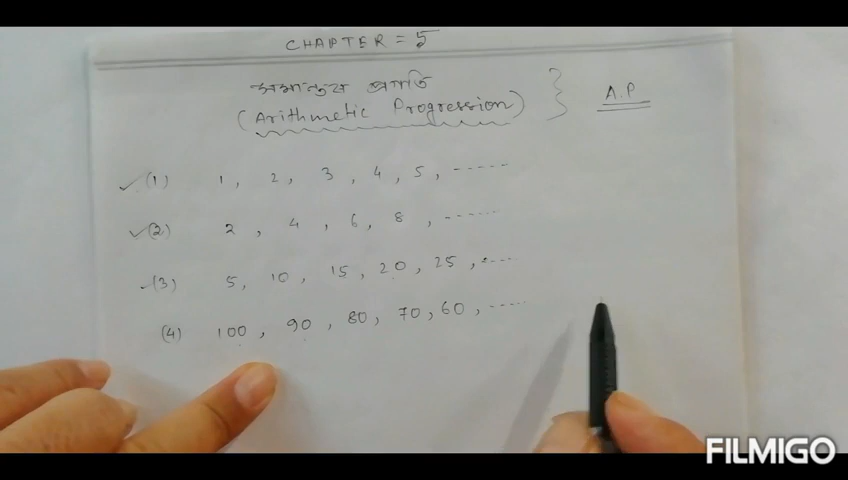 CHAPTER = 5
প্রগতি
(Arithmetic Progression) } A.P
(1) 1, 2, 3, 4, 5, ------
(2) 2, 4, 6, 8, ------
(3) 5, 10, 15, 20, 25, ----
(4) 100, 90, 80, 70, 60, -----
FILMIGO